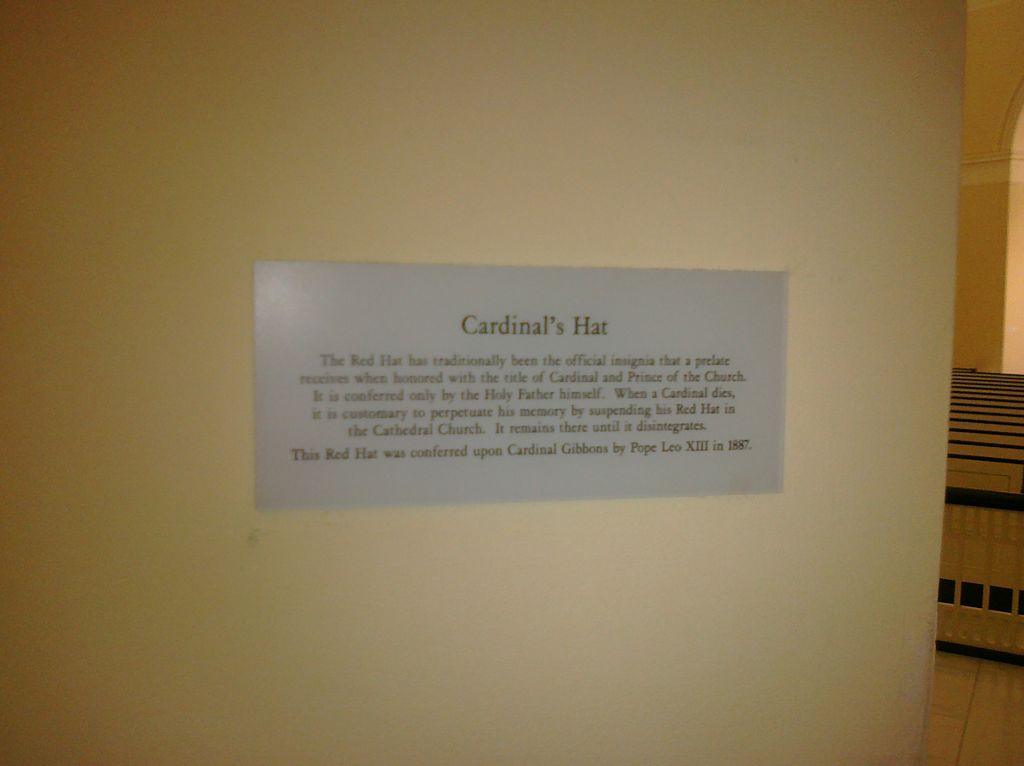 Cardinal's Hat
The Red Hat has traditionally been the official insignia that a prelate
receives when honored with the title of Cardinal and Prince of the Church.
It is conferred only by the Holy Father himself. When a Cardinal dies,
it is customary to perpetuate his memory by suspending his Red Hat in
the Cathedral Church. It remains there until it disintegrates.
This Red Hat was conferred upon Cardinal Gibbons by Pope Leo XIII in 1887.